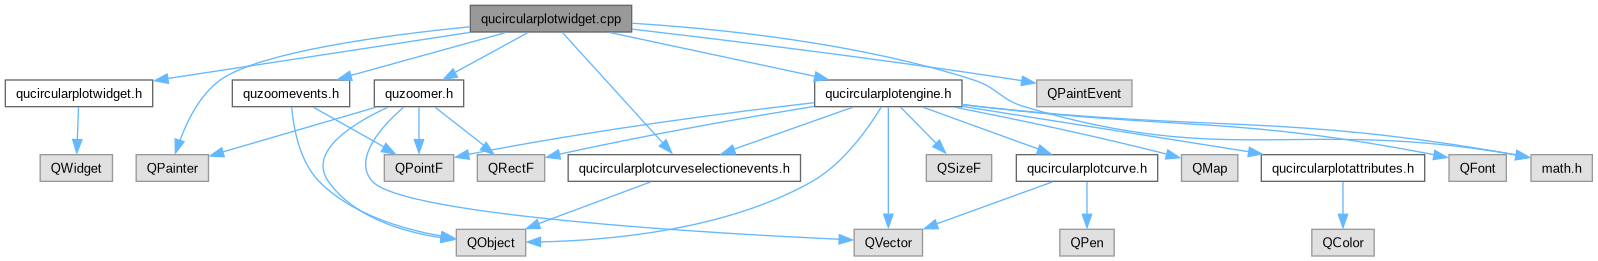 qucircularplotwidget.cpp
qucircularplotwidget.h
quzoomevents.h
quzoomer.h
qucircularplotengine.h
QPaintEvent
QWidget
QPainter
QPointF
QRectF
qucircularplotcurveselectionevents.h
QSizeF
qucircularplotcurve.h
QMap
qucircularplotattributes.h
QFont
math.h
QObject
QVector
QPen
QColor